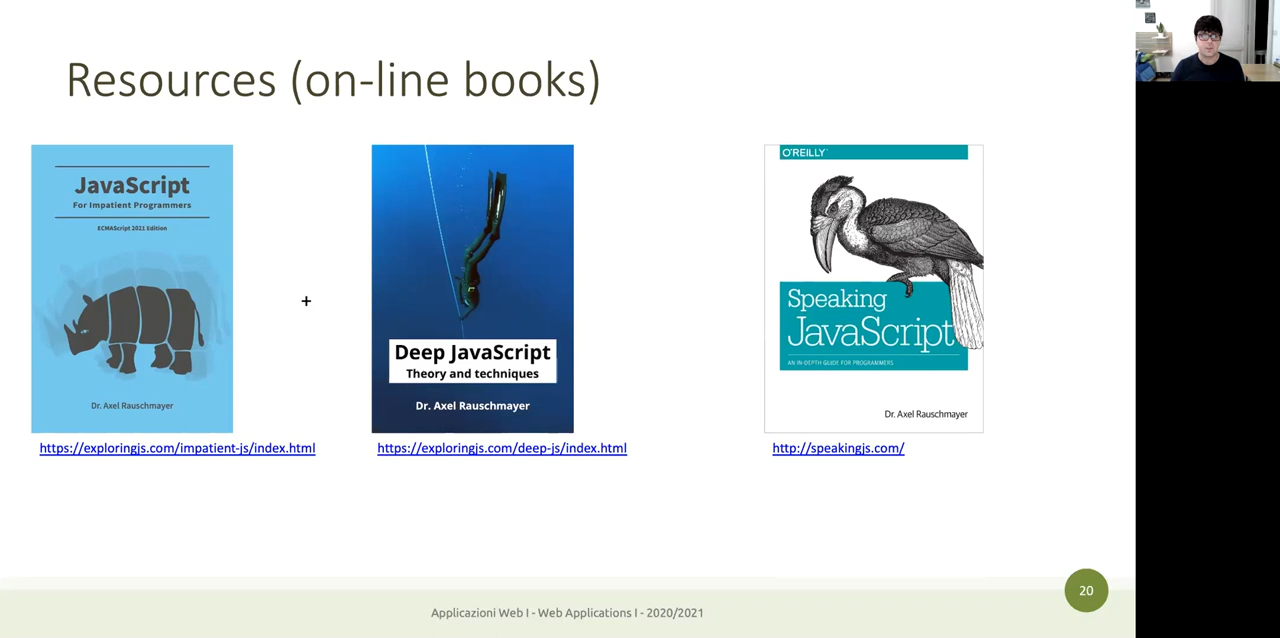 Resources (on-line books)
JavaScript
For Impatient Programmers
ECMAScript 2021 Edition
Dr. Axel Rauschmayer
https://exploringjs.com/impatient-js/index.html
+
Deep JavaScript
Theory and techniques
Dr. Axel Rauschmayer
https://exploringjs.com/deep-js/index.html
O'REILLY
Speaking
JavaScript
AN IN-DEPTH GUIDE FOR PROGRAMMERS
Dr. Axel Rauschmayer
http://speakingjs.com/
20
Applicazioni Web I - Web Applications I - 2020/2021